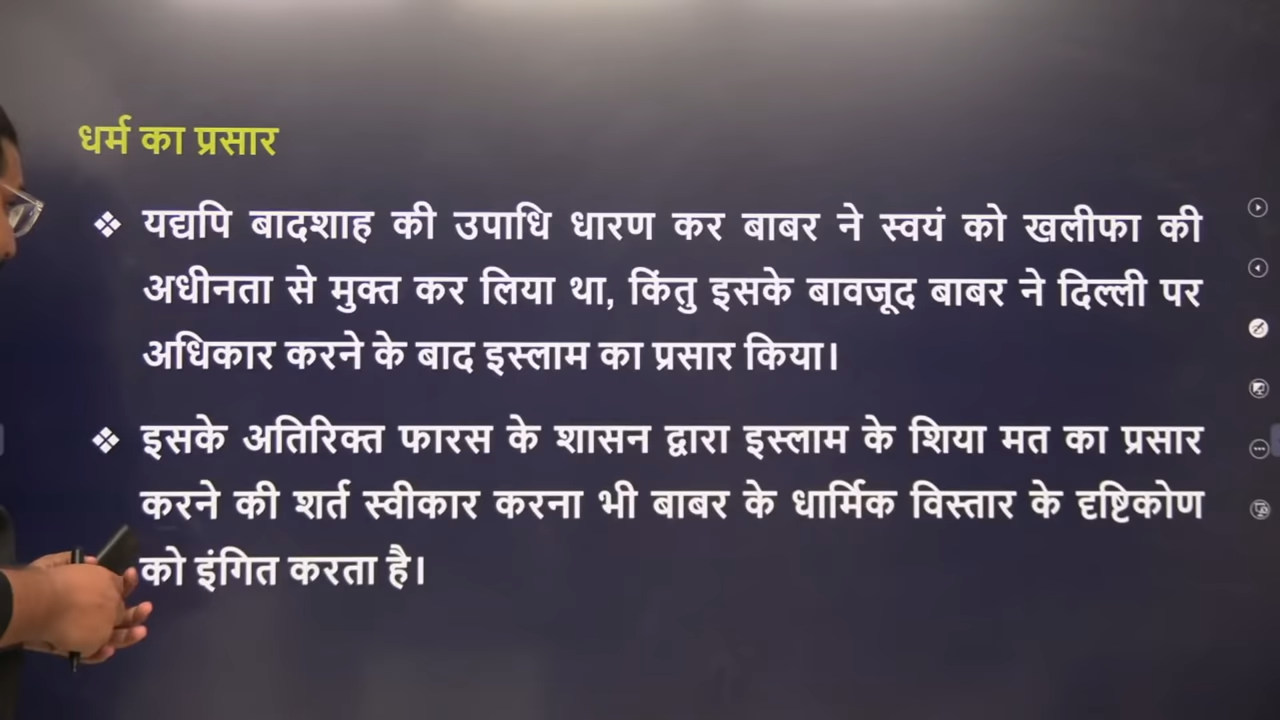 धर्म का प्रसार
❖ यद्यपि बादशाह की उपाधि धारण कर बाबर ने स्वयं को खलीफा की
अधीनता से मुक्त कर लिया था, किंतु इसके बावजूद बाबर ने दिल्ली पर
अधिकार करने के बाद इस्लाम का प्रसार किया।
❖ इसके अतिरिक्त फारस के शासन द्वारा इस्लाम के शिया मत का प्रसार
करने की शर्त स्वीकार करना भी बाबर के धार्मिक विस्तार के दृष्टिकोण
को इंगित करता है।